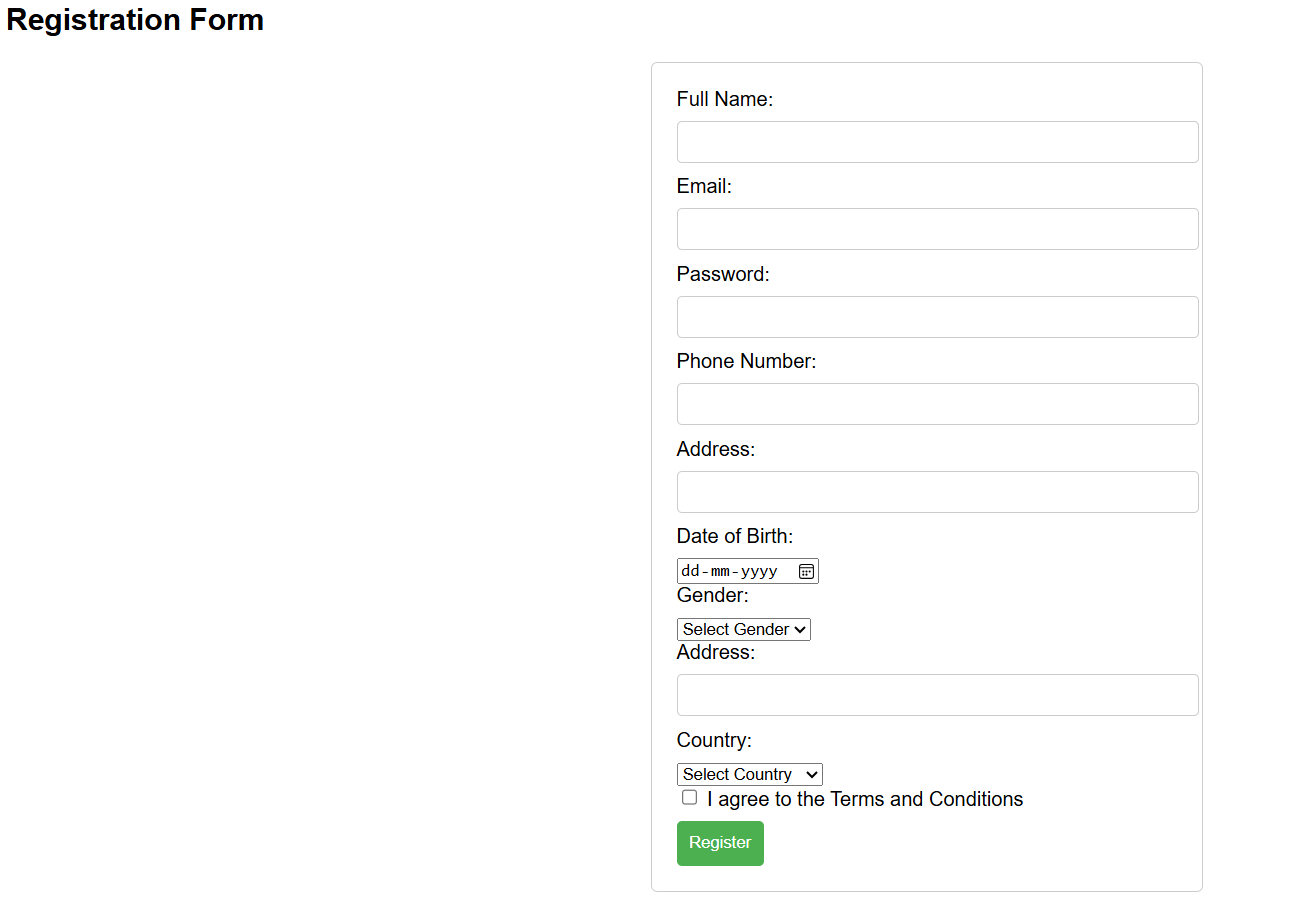 Registration Form
Full Name:
Email:
Password:
Phone Number:
Address:
Date of Birth:
dd-mm-yyyy
Gender:
Select Gender
Address:
Country:
Select Country
I agree to the Terms and Conditions
Register